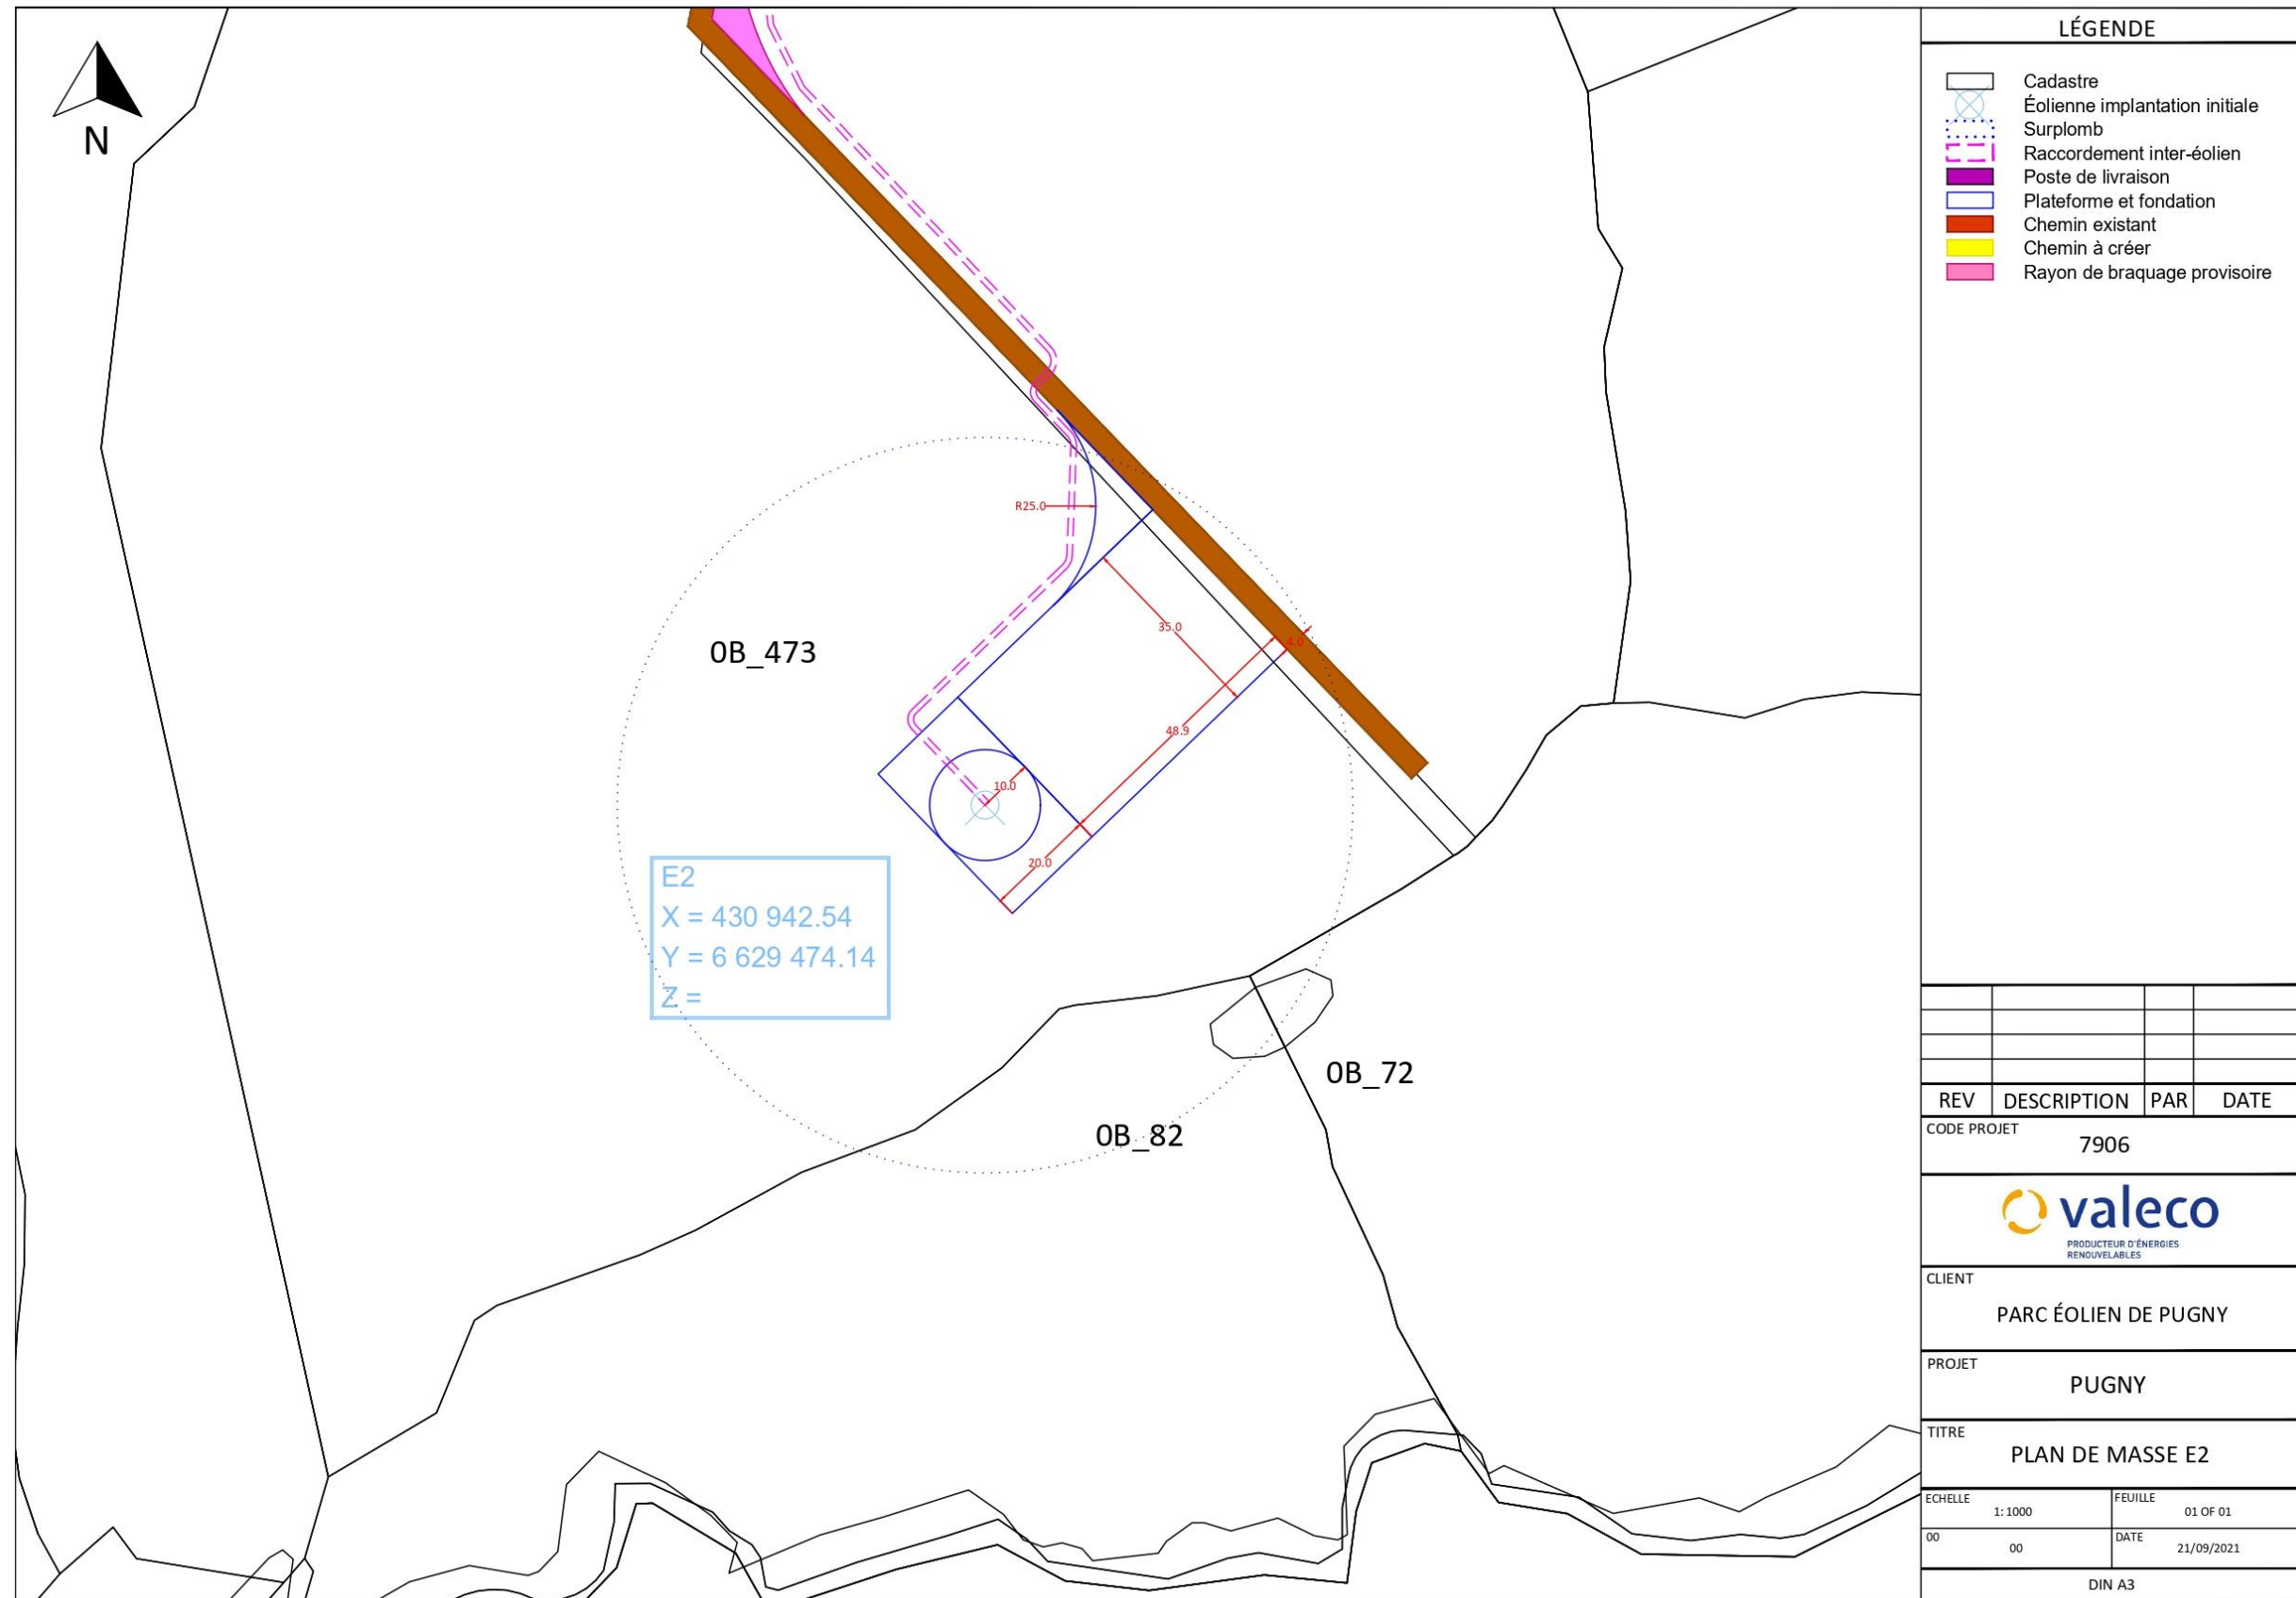 N
R25.0
35.0
4.0
0B_473
48.9
10.0
20.0
E2
X = 430 942.54
Y = 6 629 474.14
Z =
0B_72
0B_82
LÉGENDE
Cadastre
Éolienne implantation initiale
Surplomb
Raccordement inter-éolien
Poste de livraison
Plateforme et fondation
Chemin existant
Chemin à créer
Rayon de braquage provisoire
REV DESCRIPTION PAR DATE
CODE PROJET
7906
valeco
PRODUCTEUR D'ÉNERGIES
RENOUVELABLES
CLIENT
PARC ÉOLIEN DE PUGNY
PROJET
PUGNY
TITRE
PLAN DE MASSE E2
ECHELLE
1: 1000
FEUILLE
01 OF 01
00
00
DATE
21/09/2021
DIN A3